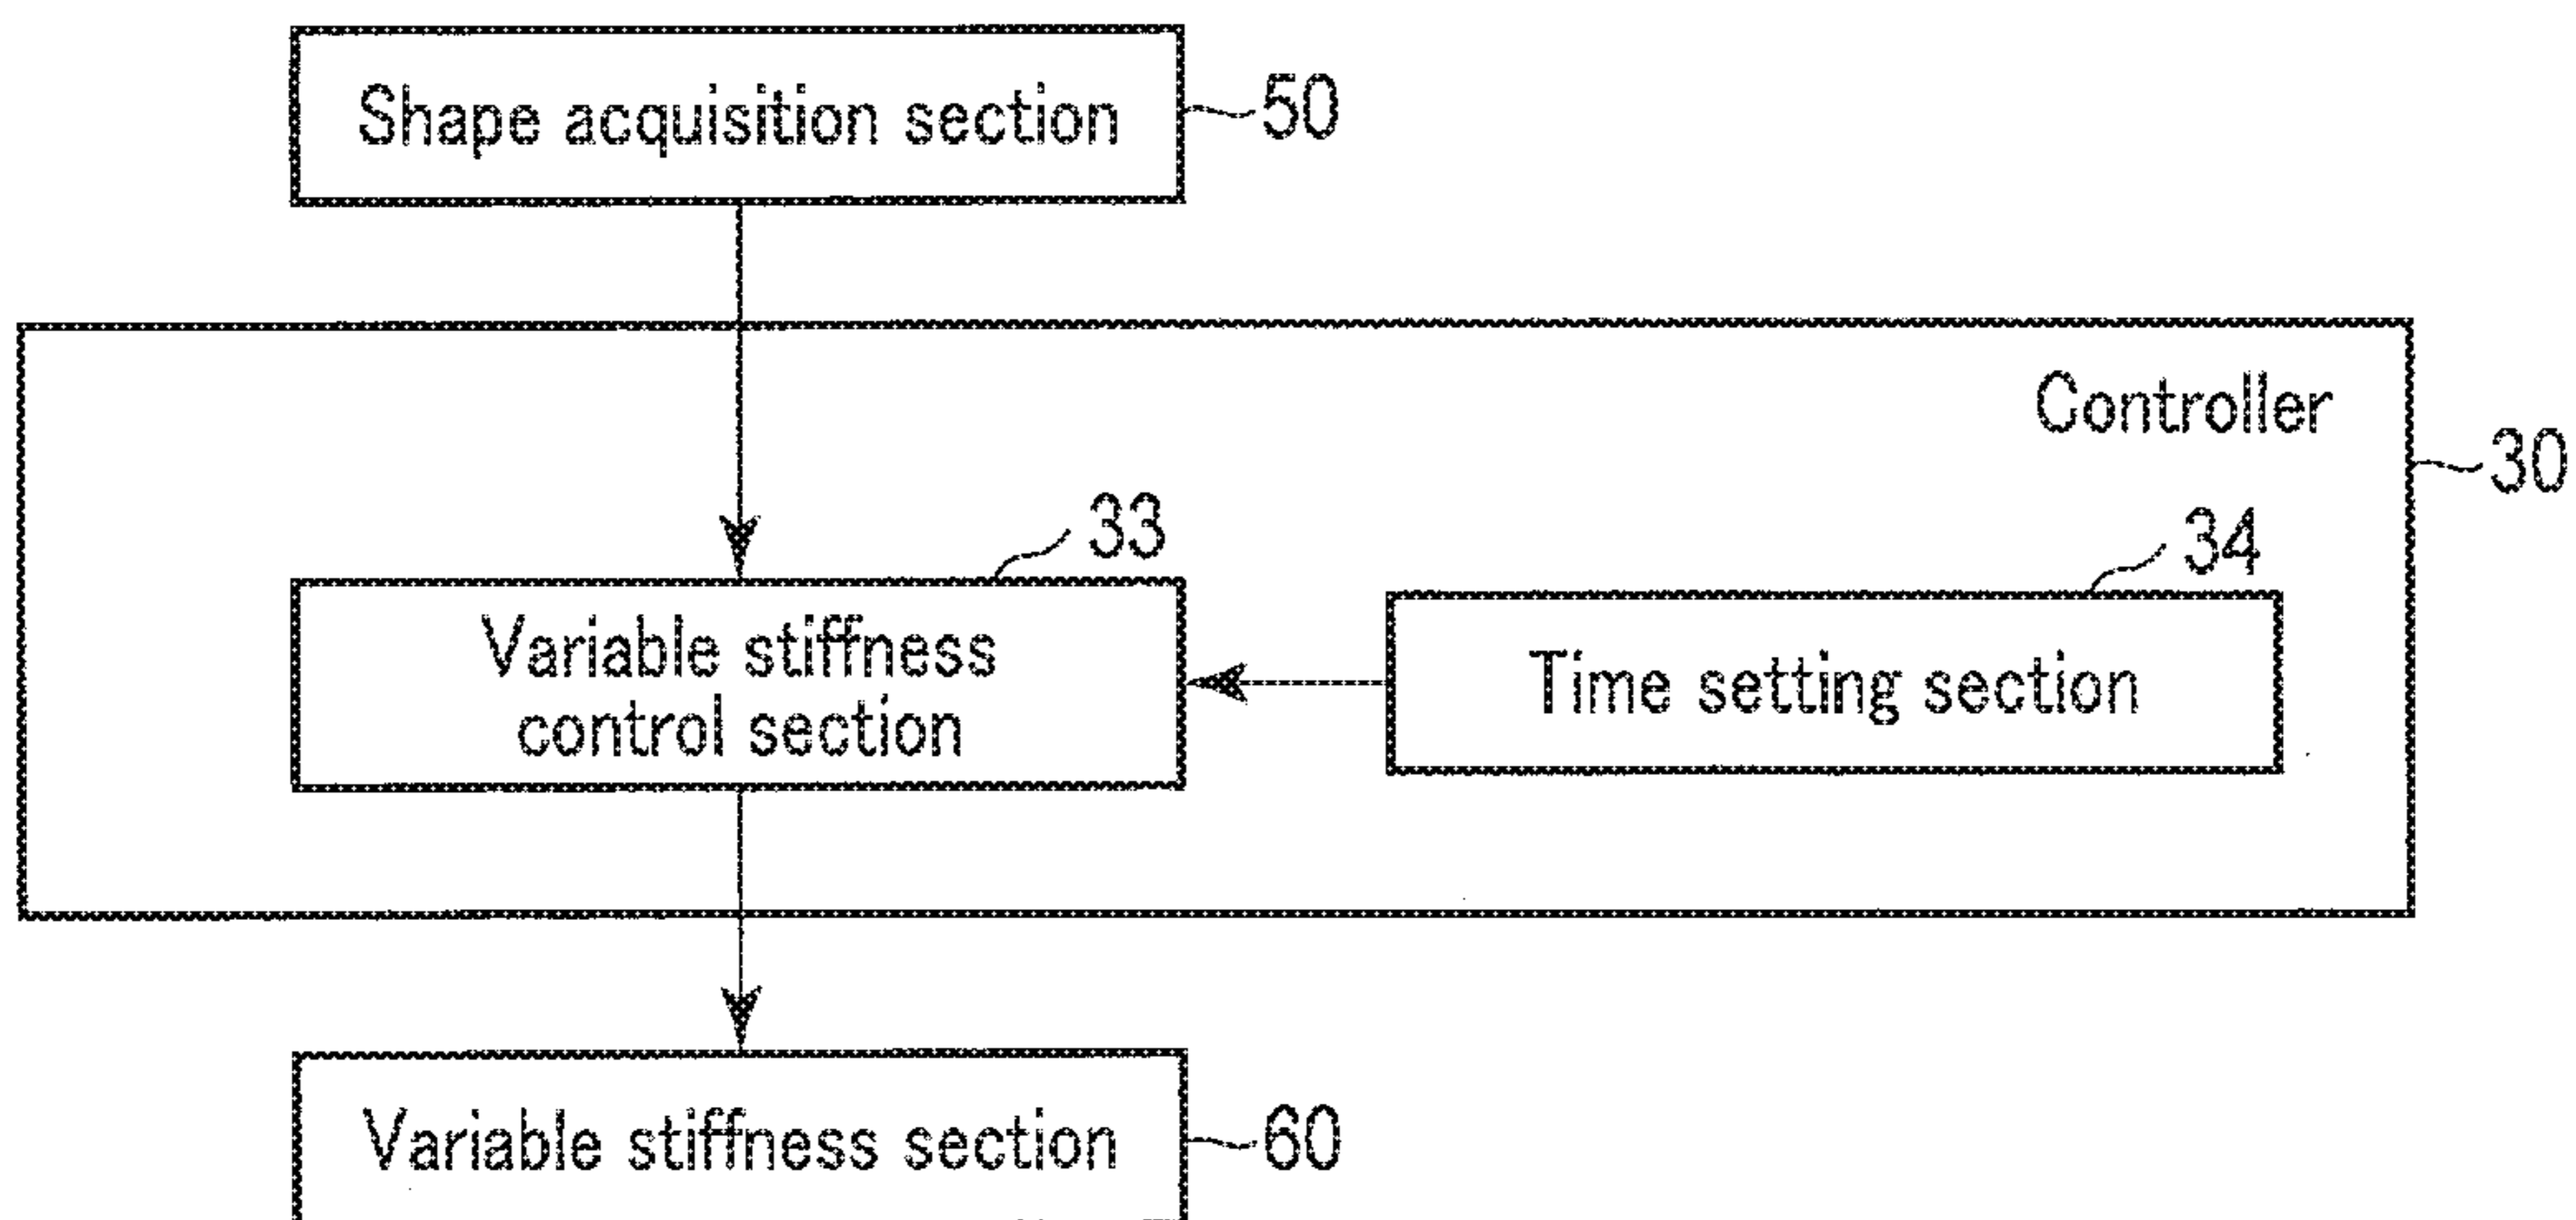 Shape acquisition section
50
Controller
30
33
34
Variable stiffness
control section
Time setting section
Variable stiffness section
60